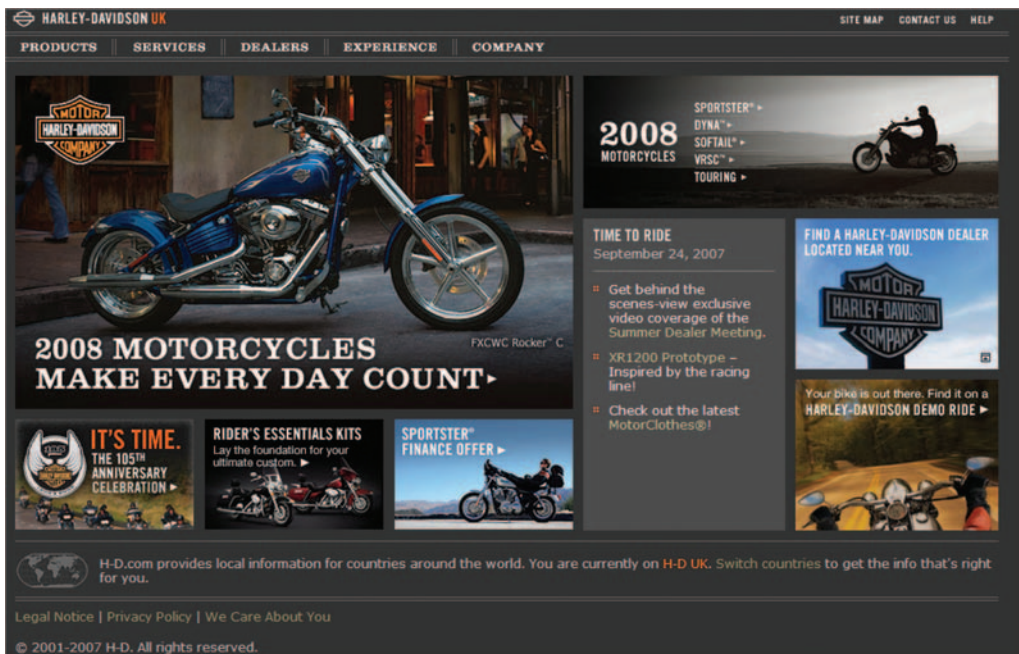 HARLEY-DAVIDSON UK
SITE MAP CONTACT US HELP
PRODUCTS SERVICES DEALERS EXPERIENCE COMPANY
MOTOR
HARLEY-DAVIDSON
COMPANY
FXCWC Rocker™ C
2008 MOTORCYCLES
MAKE EVERY DAY COUNT
2008
MOTORCYCLES
SPORTSTER®
DYNA™
SOFTAIL®
VRSC™
TOURING
TIME TO RIDE
September 24, 2007
Get behind the
scenes-view exclusive
video coverage of the
Summer Dealer Meeting.
XR1200 Prototype –
Inspired by the racing
line!
Check out the latest
MotorClothes®!
FIND A HARLEY-DAVIDSON DEALER
LOCATED NEAR YOU.
MOTOR
HARLEY-DAVIDSON
COMPANY
Your bike is out there. Find it on a
HARLEY-DAVIDSON DEMO RIDE
105
IT'S TIME.
THE 105TH
ANNIVERSARY
CELEBRATION
RIDER'S ESSENTIALS KITS
Lay the foundation for your
ultimate custom.
SPORTSTER®
FINANCE OFFER
H-D.com provides local information for countries around the world. You are currently on H-D UK. Switch countries to get the info that's right
for you.
Legal Notice | Privacy Policy | We Care About You
© 2001-2007 H-D. All rights reserved.